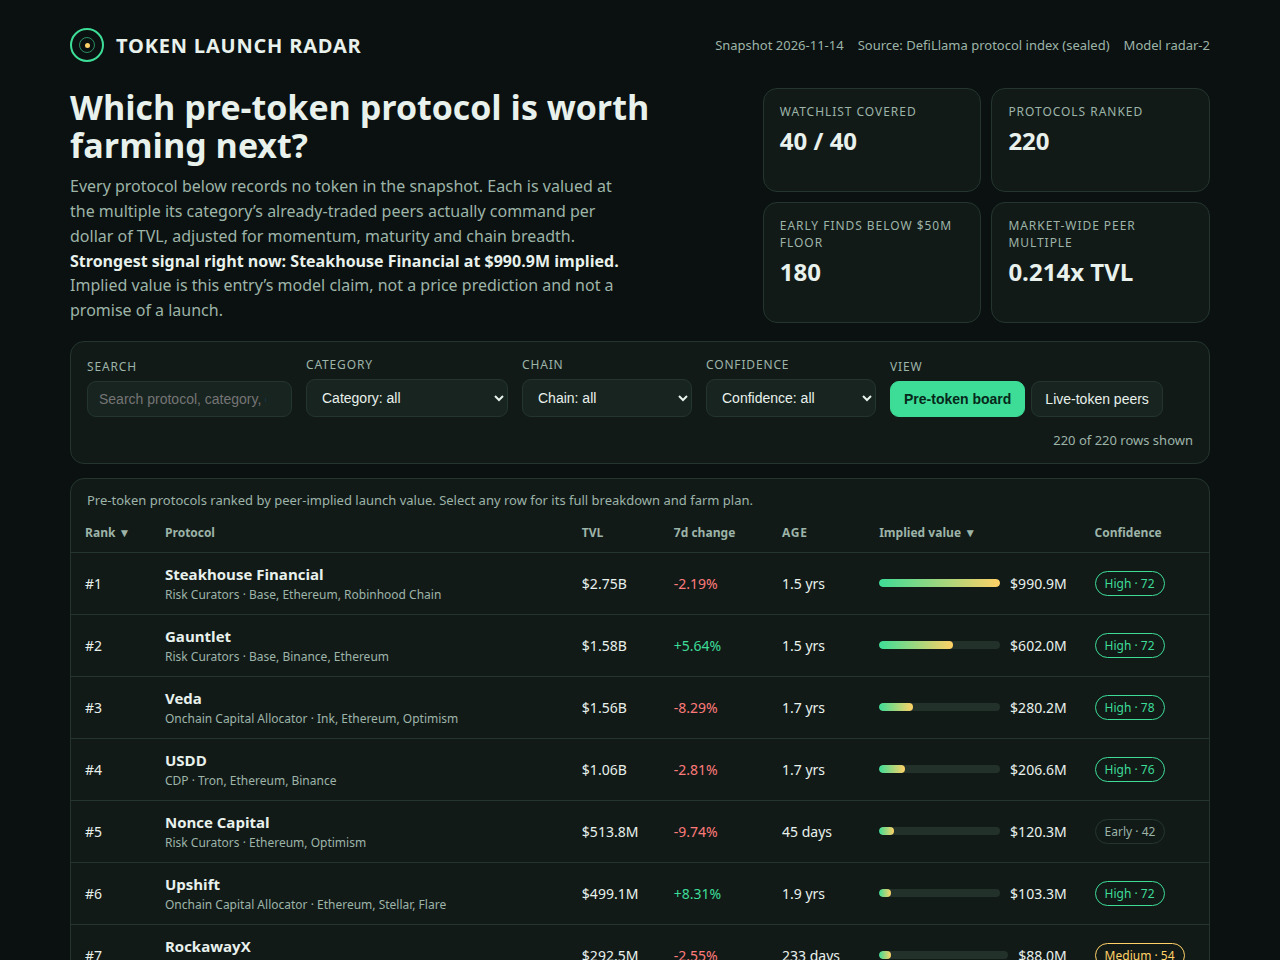 TOKEN LAUNCH RADAR
Snapshot 2026-11-14 Source: DefiLlama protocol index (sealed) Model radar-2
Which pre-token protocol is worth
farming next?
Every protocol below records no token in the snapshot. Each is valued at
the multiple its category’s already-traded peers actually command per
dollar of TVL, adjusted for momentum, maturity and chain breadth.
Strongest signal right now: Steakhouse Financial at $990.9M implied.
Implied value is this entry’s model claim, not a price prediction and not a
promise of a launch.
WATCHLIST COVERED
40 / 40
PROTOCOLS RANKED
220
EARLY FINDS BELOW $50M
FLOOR
180
MARKET-WIDE PEER
MULTIPLE
0.214x TVL
SEARCH
Search protocol, category,
CATEGORY
Category: all
CHAIN
Chain: all
CONFIDENCE
Confidence: all
VIEW
Pre-token board
Live-token peers
220 of 220 rows shown
Pre-token protocols ranked by peer-implied launch value. Select any row for its full breakdown and farm plan.
Rank ▼ Protocol TVL 7d change AGE Implied value ▼ Confidence
#1 Steakhouse Financial $2.75B -2.19% 1.5 yrs $990.9M High · 72
Risk Curators · Base, Ethereum, Robinhood Chain
#2 Gauntlet $1.58B +5.64% 1.5 yrs $602.0M High · 72
Risk Curators · Base, Binance, Ethereum
#3 Veda $1.56B -8.29% 1.7 yrs $280.2M High · 78
Onchain Capital Allocator · Ink, Ethereum, Optimism
#4 USDD $1.06B -2.81% 1.7 yrs $206.6M High · 76
CDP · Tron, Ethereum, Binance
#5 Nonce Capital $513.8M -9.74% 45 days $120.3M Early · 42
Risk Curators · Ethereum, Optimism
#6 Upshift $499.1M +8.31% 1.9 yrs $103.3M High · 72
Onchain Capital Allocator · Ethereum, Stellar, Flare
#7 RockawayX $292.5M -2.55% 233 days $88.0M Medium · 54